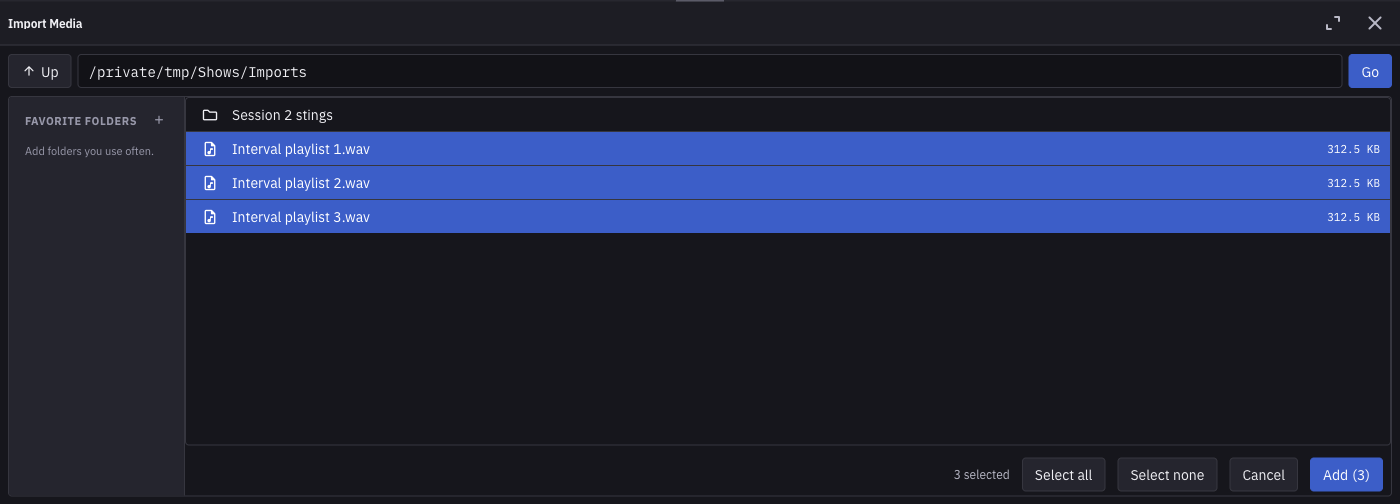 Import Media
Up
/private/tmp/Shows/Imports
Go
FAVORITE FOLDERS +
Add folders you use often.
Session 2 stings
Interval playlist 1.wav 312.5 KB
Interval playlist 2.wav 312.5 KB
Interval playlist 3.wav 312.5 KB
3 selected Select all Select none Cancel Add (3)